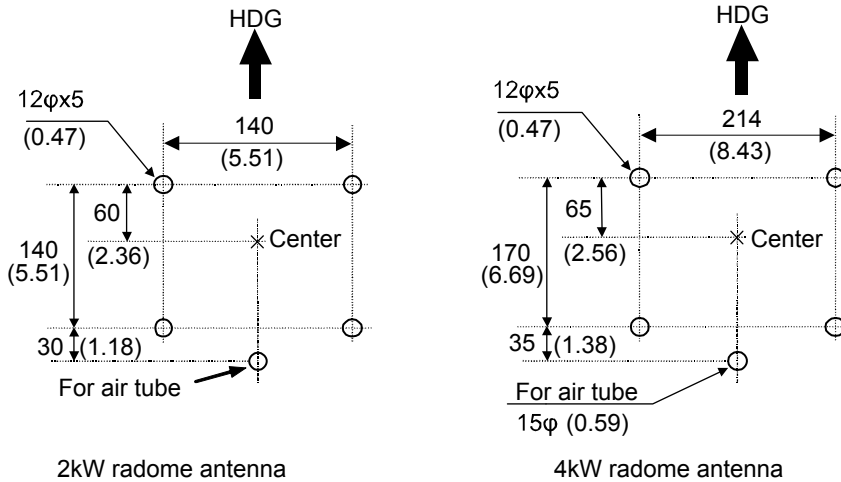 HDG
12φx5
(0.47)
140
(5.51)
60
(2.36)
Center
140
(5.51)
30 (1.18)
For air tube
2kW radome antenna
HDG
12φx5
(0.47)
214
(8.43)
65
(2.56)
Center
170
(6.69)
35 (1.38)
For air tube
15φ (0.59)
4kW radome antenna